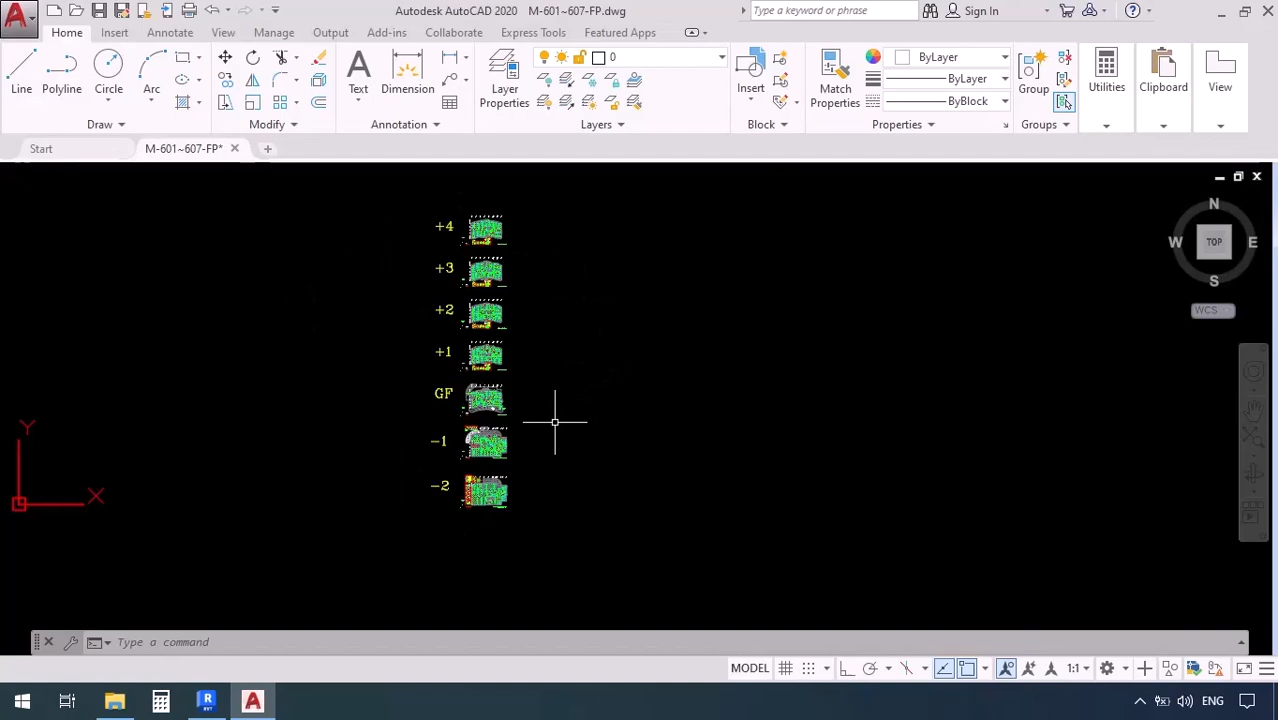 Autodesk AutoCAD 2020 M-601~607-FP.dwg
Type a keyword or phrase
Sign In
Home Insert Annotate View Manage Output Add-ins Collaborate Express Tools Featured Apps
Line Polyline Circle Arc
Text Dimension
Layer Properties
0
Insert
Match Properties
ByLayer
ByLayer
ByBlock
Group
Utilities
Clipboard
View
Draw Modify Annotation Layers Block Properties Groups
Start M-601~607-FP*
+4
+3
+2
+1
GF
-1
-2
N
W TOP E
S
WCS
Y
X
Type a command
MODEL 1:1
R
RVT
A
ENG